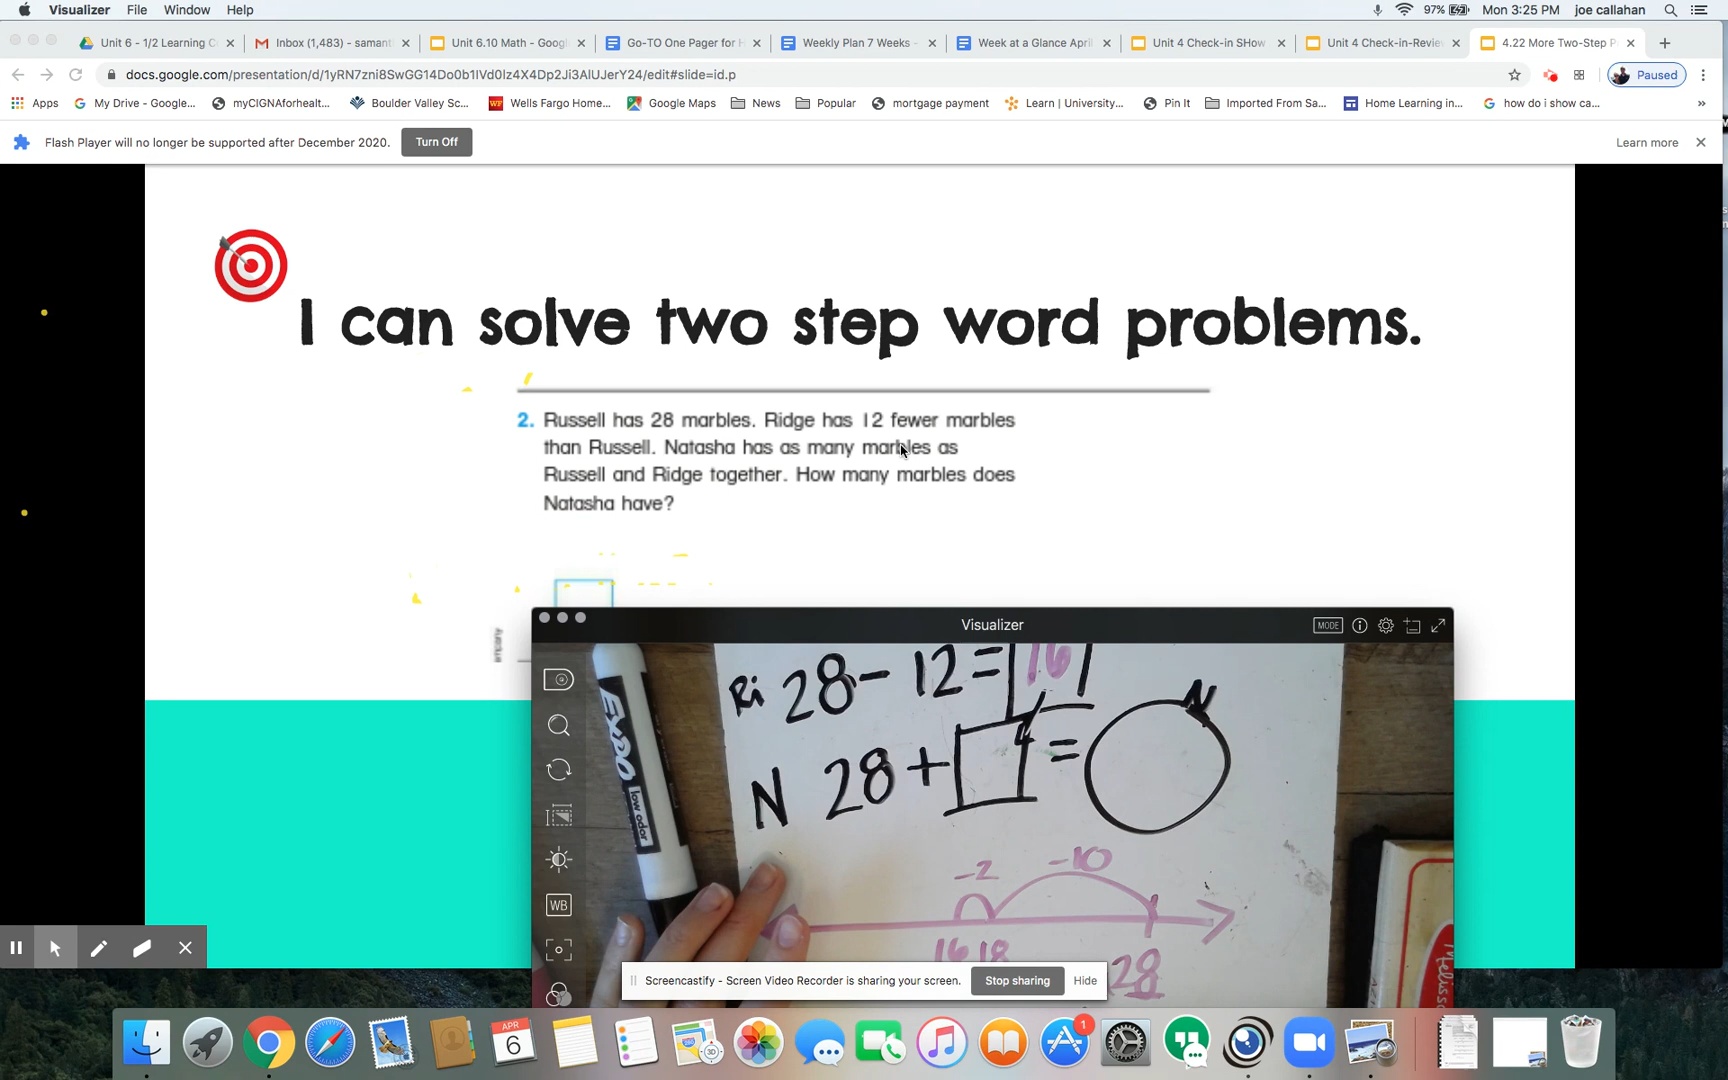 Visualizer File Window Help 97% Mon 3:25 PM joe callahan
Unit 6 - 1/2 Learning C Inbox (1,483) - samant Unit 6.10 Math - Googl Go-TO One Pager for H Weekly Plan 7 Weeks - Week at a Glance April Unit 4 Check-in SHow Unit 4 Check-in-Revie 4.22 More Two-Step P
docs.google.com/presentation/d/1yRN7zni8SwGG14Do0b1IVd0Iz4X4Dp2Ji3AlUJerY24/edit#slide=id.p Paused
Apps My Drive - Google... myCIGNAforhealt... Boulder Valley Sc... Wells Fargo Home... Google Maps News Popular mortgage payment Learn | University... Pin It Imported From Sa... Home Learning in... how do i show ca... »
Flash Player will no longer be supported after December 2020. Turn Off Learn more
I can solve two step word problems.
2. Russell has 28 marbles. Ridge has 12 fewer marbles
than Russell. Natasha has as many marbles as
Russell and Ridge together. How many marbles does
Natasha have?
mpany
Visualizer MODE
Ri 28 - 12 = 16
N
N 28 + =
-2 -10
16 18 28
EXPO
low odor
WB
Meliss
Screencastify - Screen Video Recorder is sharing your screen. Stop sharing Hide
APR
6
1